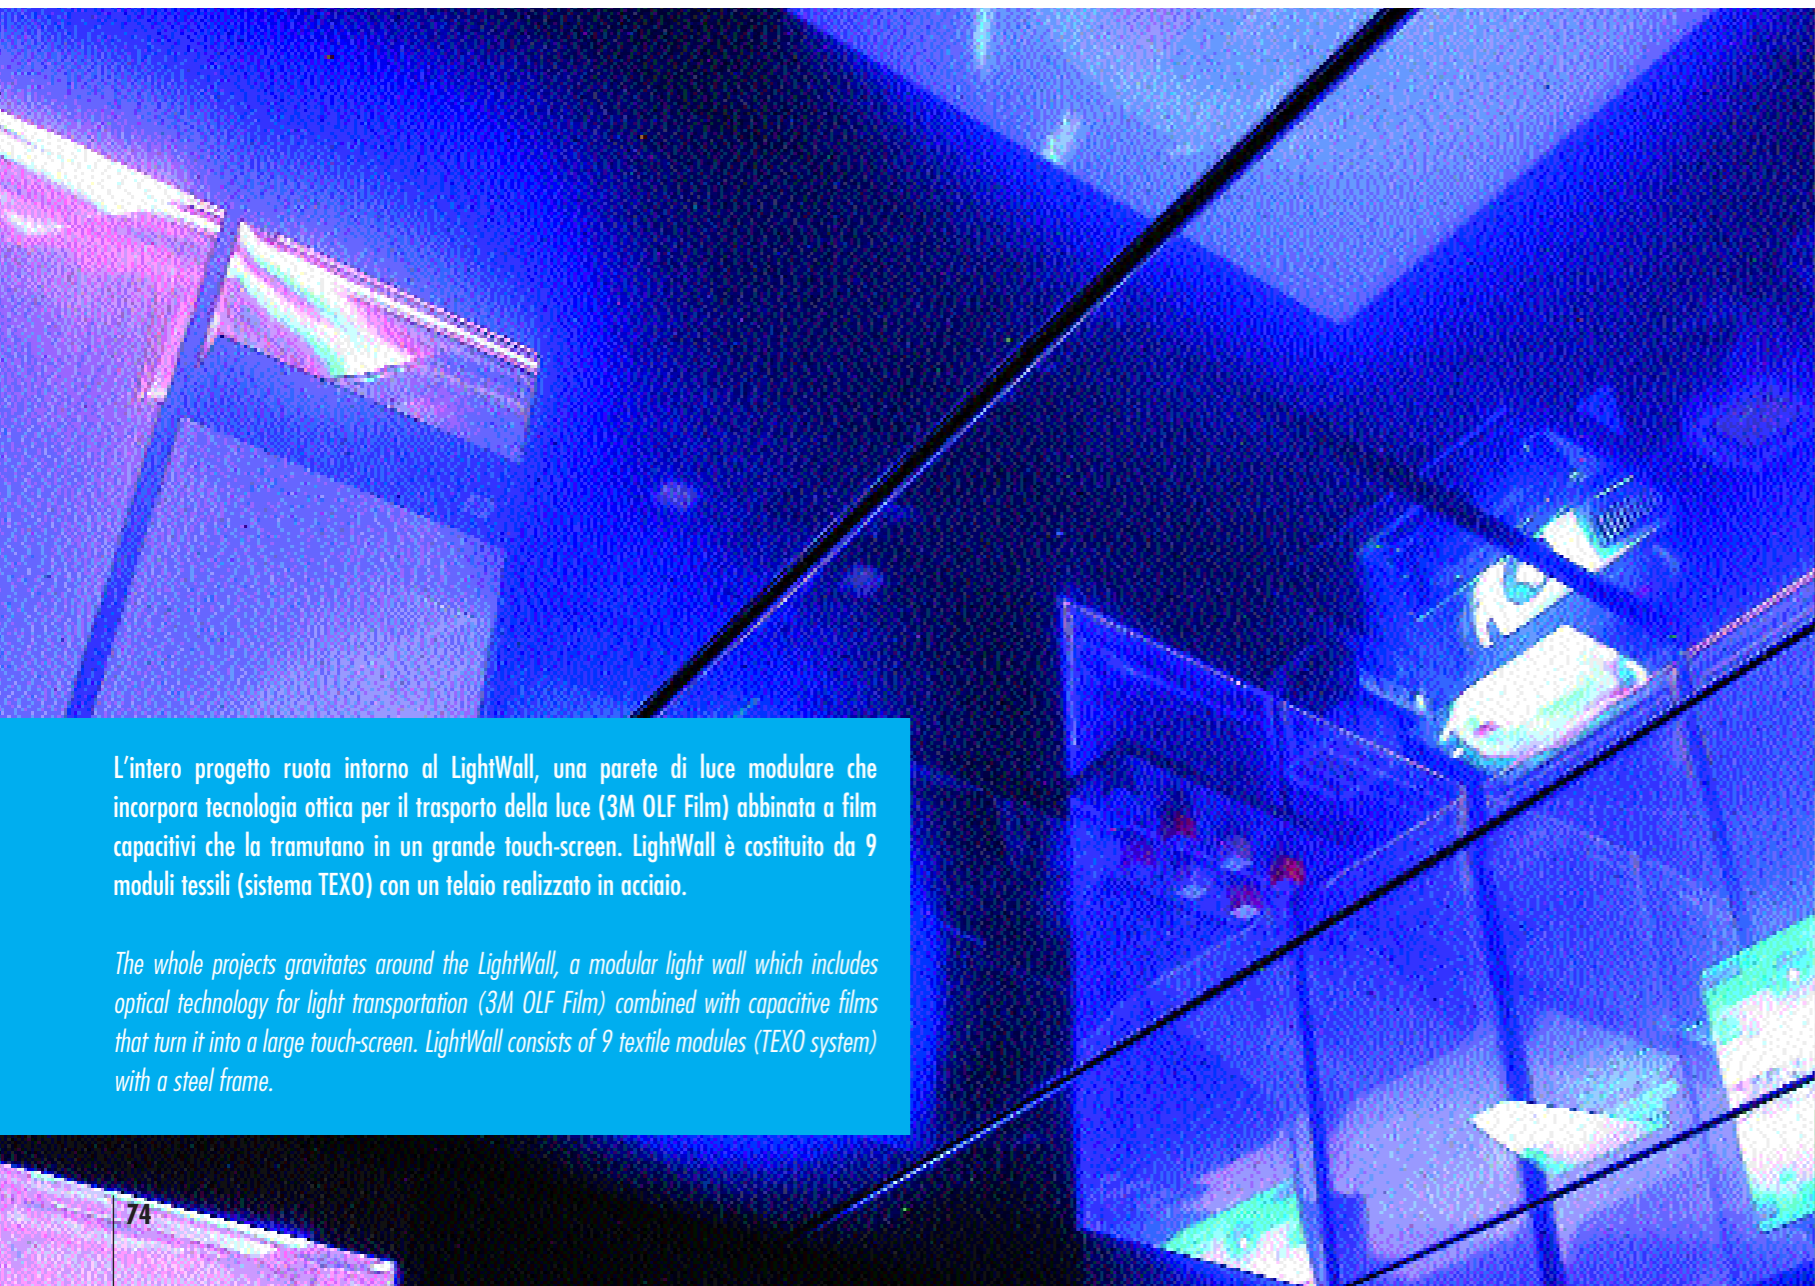 L'intero progetto ruota intorno al LightWall, una parete di luce modulare che
incorpora tecnologia ottica per il trasporto della luce (3M OLF Film) abbinata a film
capacitivi che la tramutano in un grande touch-screen. LightWall è costituito da 9
moduli tessili (sistema TEXO) con un telaio realizzato in acciaio.
The whole projects gravitates around the LightWall, a modular light wall which includes
optical technology for light transportation (3M OLF Film) combined with capacitive films
that turn it into a large touch-screen. LightWall consists of 9 textile modules (TEXO system)
with a steel frame.
74